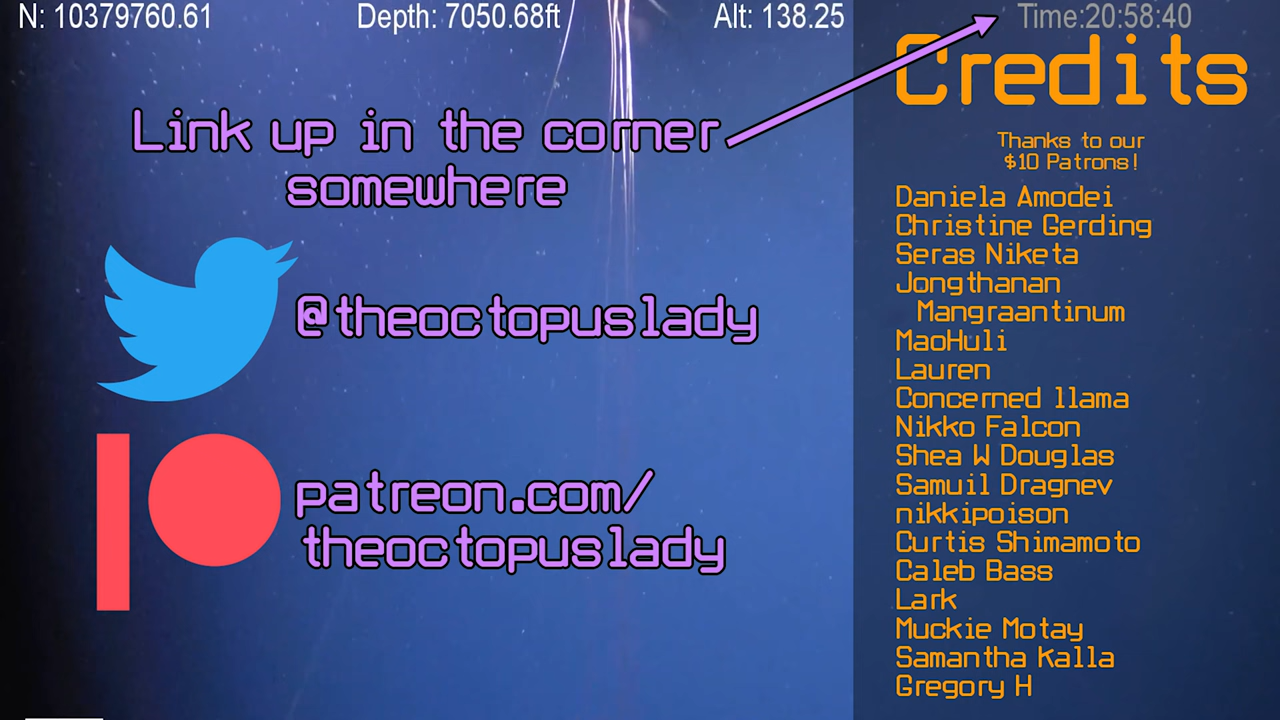 N: 10379760.61 Depth: 7050.68ft Alt: 138.25 Time:20:58:40
Link up in the corner
somewhere
@theoctopuslady
patreon.com/
theoctopuslady
Credits
Thanks to our
$10 Patrons!
Daniela Amodei
Christine Gerding
Seras Niketa
Jongthanan
Mangraantinum
MaoHuli
Lauren
Concerned llama
Nikko Falcon
Shea W Douglas
Samuil Dragnev
nikkipoison
Curtis Shimamoto
Caleb Bass
Lark
Muckie Motay
Samantha Kalla
Gregory H